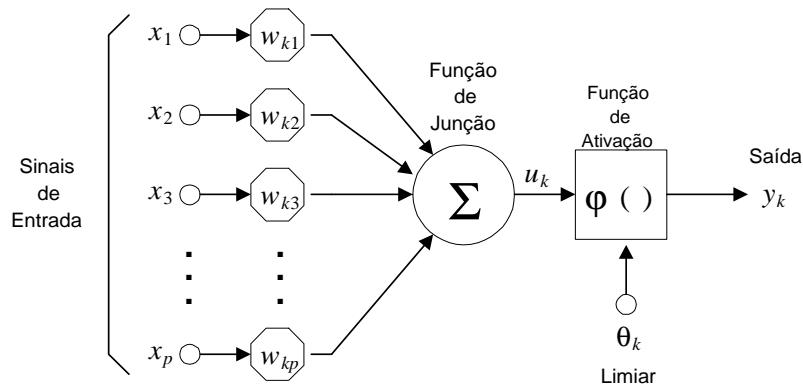 Sinais
de
Entrada
x1
x2
x3
xp
wk1
wk2
wk3
wkp
Função
de
Junção
Σ
uk
Função
de
Ativação
φ ( )
θk
Limiar
Saída
yk